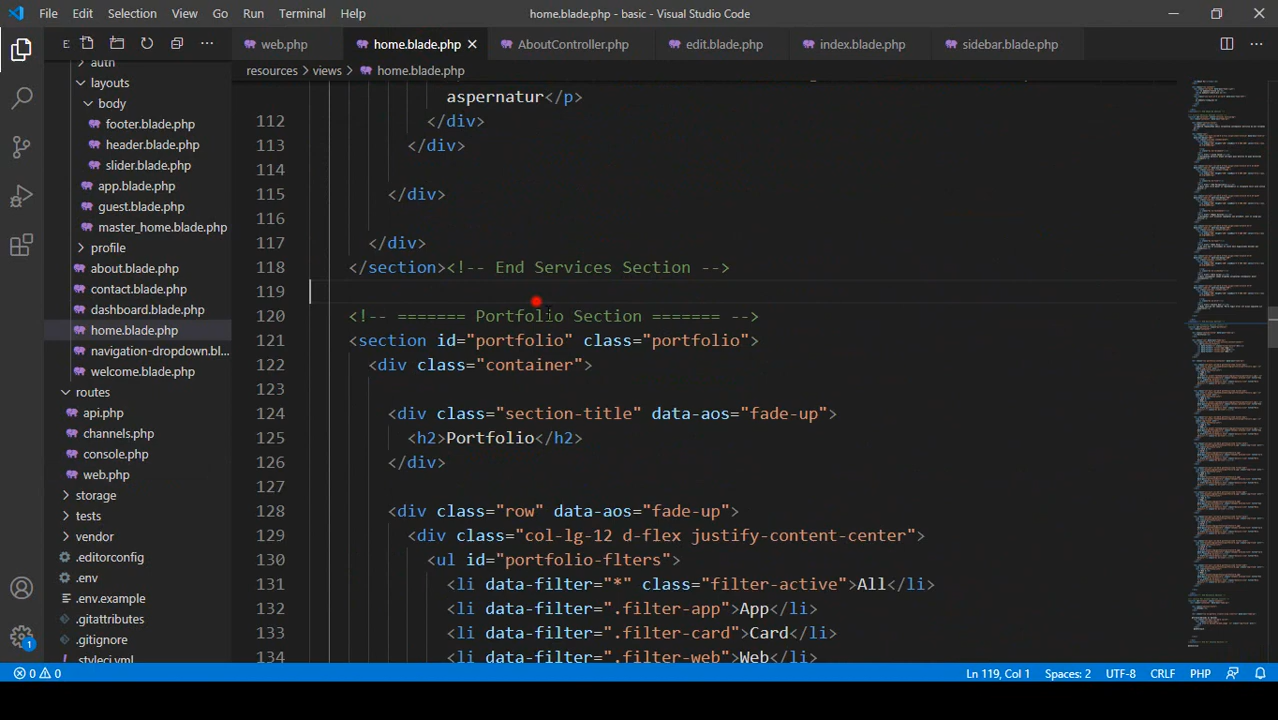 File Edit Selection View Go Run Terminal Help home.blade.php - basic - Visual Studio Code
E web.php home.blade.php AboutController.php edit.blade.php index.blade.php sidebar.blade.php
resources > views > home.blade.php
auth
layouts
body
footer.blade.php
header.blade.php
slider.blade.php
app.blade.php
guest.blade.php
master_home.blade.php
profile
about.blade.php
contact.blade.php
dashboard.blade.php
home.blade.php
navigation-dropdown.bl...
welcome.blade.php
routes
api.php
channels.php
console.php
web.php
storage
tests
vendor
.editorconfig
.env
.env.example
.gitattributes
.gitignore
.styleci.yml
1
aspernatur</p>
112 </div>
113 </div>
114
115 </div>
116
117 </div>
118 </section><!-- End Services Section -->
119
120 <!-- ======= Portfolio Section ======= -->
121 <section id="portfolio" class="portfolio">
122 <div class="container">
123
124 <div class="section-title" data-aos="fade-up">
125 <h2>Portfolio</h2>
126 </div>
127
128 <div class="row" data-aos="fade-up">
129 <div class="col-lg-12 d-flex justify-content-center">
130 <ul id="portfolio-flters">
131 <li data-filter="*" class="filter-active">All</li>
132 <li data-filter=".filter-app">App</li>
133 <li data-filter=".filter-card">Card</li>
134 <li data-filter=".filter-web">Web</li>
0 0 Ln 119, Col 1 Spaces: 2 UTF-8 CRLF PHP